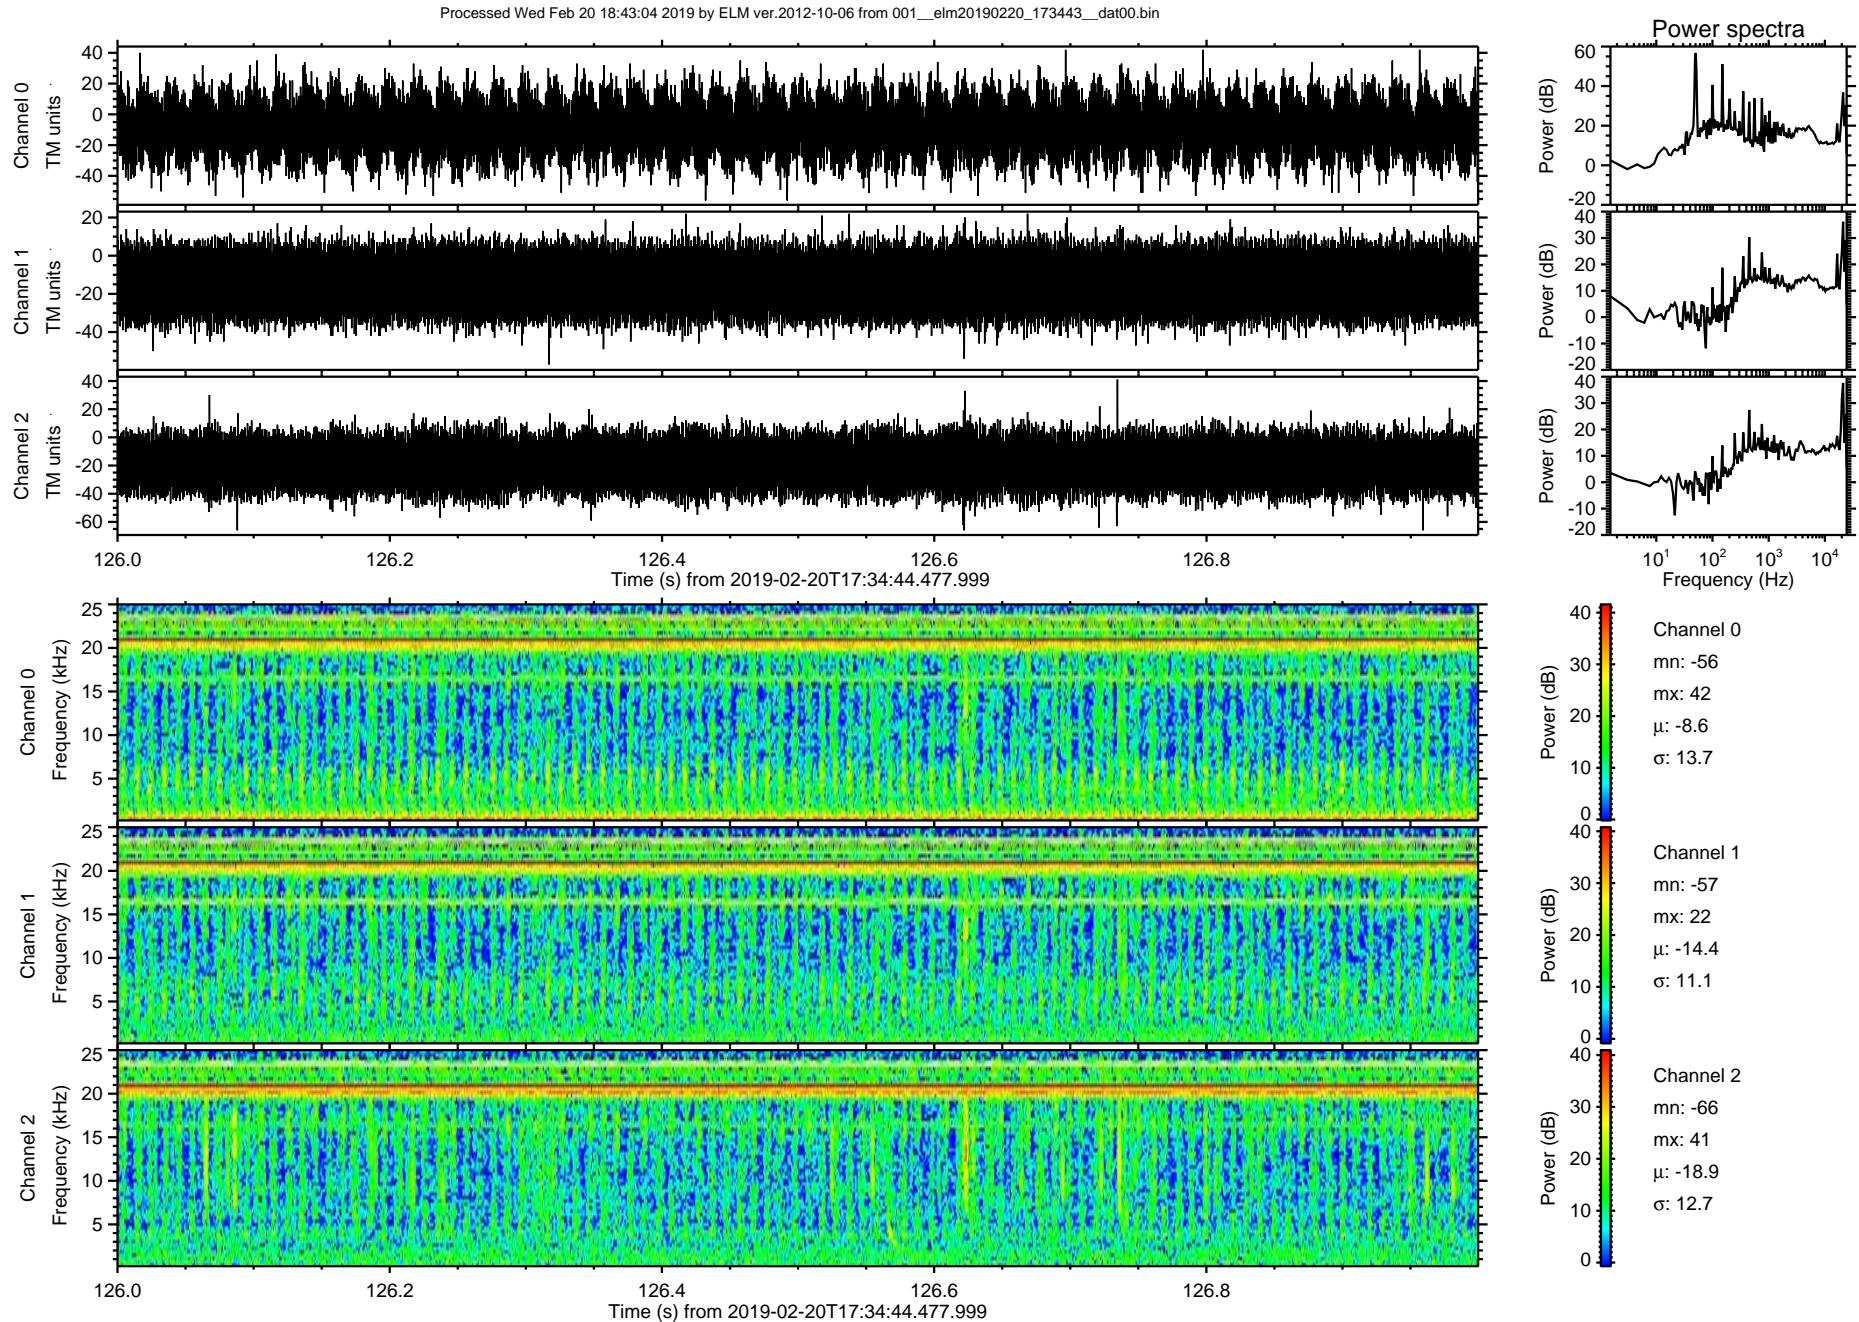 Processed Wed Feb 20 18:43:04 2019 by ELM ver.2012-10-06 from 001__elm20190220_173443__dat00.bin
Power spectra
Channel 0
TM units
40
20
0
-20
-40
Power (dB)
60
40
20
0
-20
Channel 1
TM units
20
0
-20
-40
Power (dB)
40
30
20
10
0
-10
-20
Channel 2
TM units
40
20
0
-20
-40
-60
Power (dB)
40
30
20
10
0
-10
-20
126.0 126.2 126.4 126.6 126.8
Time (s) from 2019-02-20T17:34:44.477.999
10^1 10^2 10^3 10^4
Frequency (Hz)
Channel 0
Frequency (kHz)
25
20
15
10
5
Power (dB)
40
30
20
10
0
Channel 0
mn: -56
mx: 42
μ: -8.6
σ: 13.7
Channel 1
Frequency (kHz)
25
20
15
10
5
Power (dB)
40
30
20
10
0
Channel 1
mn: -57
mx: 22
μ: -14.4
σ: 11.1
Channel 2
Frequency (kHz)
25
20
15
10
5
Power (dB)
40
30
20
10
0
Channel 2
mn: -66
mx: 41
μ: -18.9
σ: 12.7
126.0 126.2 126.4 126.6 126.8
Time (s) from 2019-02-20T17:34:44.477.999